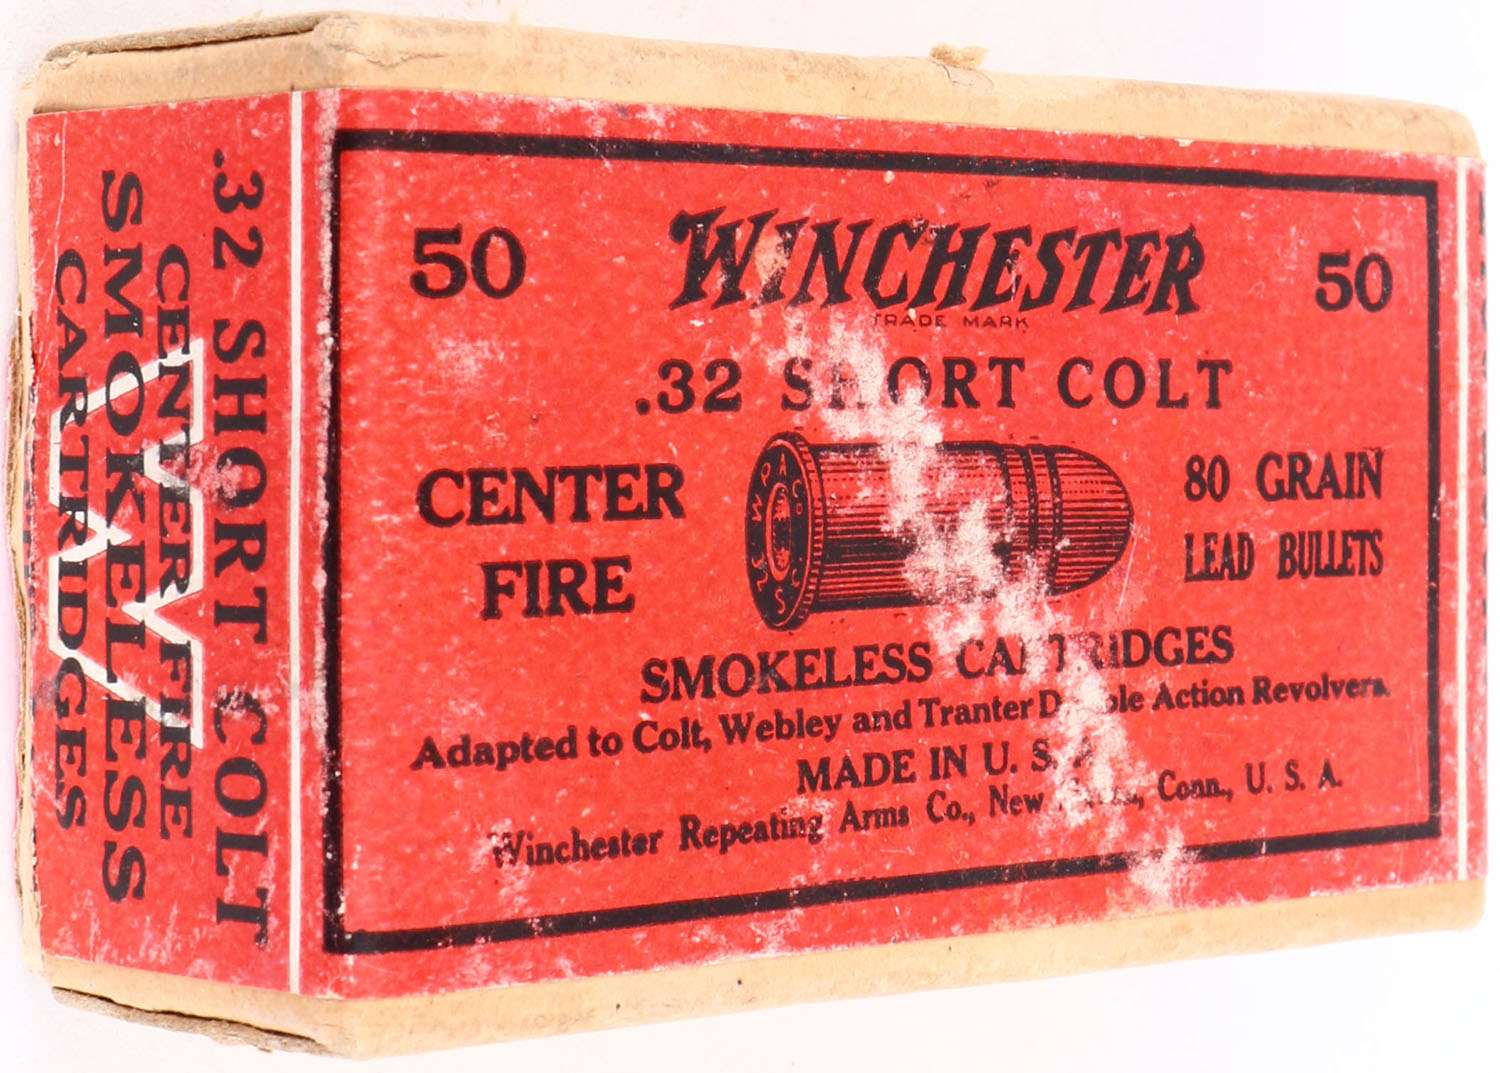 50 WINCHESTER 50
TRADE MARK
.32 SHORT COLT
CENTER
FIRE
W.R.A.CO.
.32 S
80 GRAIN
LEAD BULLETS
SMOKELESS CARTRIDGES
Adapted to Colt, Webley and Tranter Double Action Revolvers.
MADE IN U. S. A.
Winchester Repeating Arms Co., New Conn., U. S. A.
.32 SHORT COLT
CENTER FIRE
SMOKELESS
CARTRIDGES
W